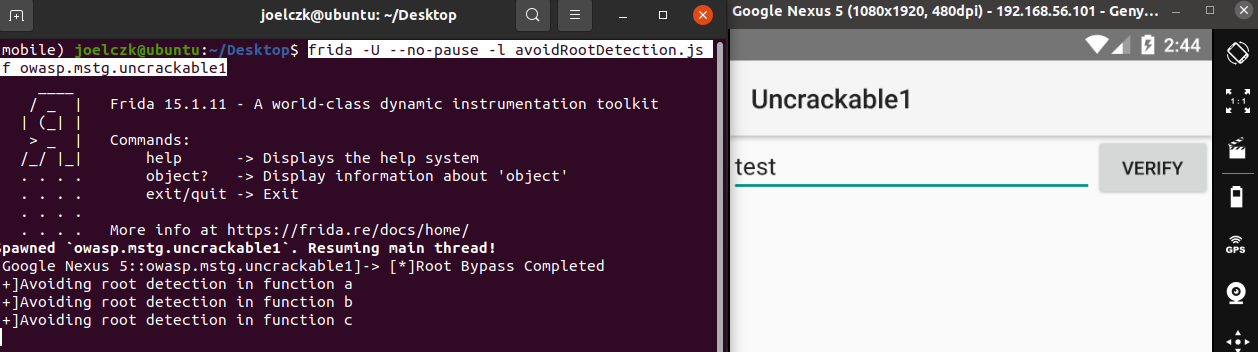 joelczk@ubuntu: ~/Desktop
mobile) joelczk@ubuntu:~/Desktop$ frida -U --no-pause -l avoidRootDetection.js
f owasp.mstg.uncrackable1
    ____
   / _  |   Frida 15.1.11 - A world-class dynamic instrumentation toolkit
  | (_| |
   > _  |   Commands:
  /_/ |_|       help      -> Displays the help system
  . . . .       object?   -> Display information about 'object'
  . . . .       exit/quit -> Exit
  . . . .
  . . . .   More info at https://frida.re/docs/home/
Spawned `owasp.mstg.uncrackable1`. Resuming main thread!
Google Nexus 5::owasp.mstg.uncrackable1]-> [*]Root Bypass Completed
+]Avoiding root detection in function a
+]Avoiding root detection in function b
+]Avoiding root detection in function c
Google Nexus 5 (1080x1920, 480dpi) - 192.168.56.101 - Geny...
2:44
Uncrackable1
test
VERIFY
1:1
GPS